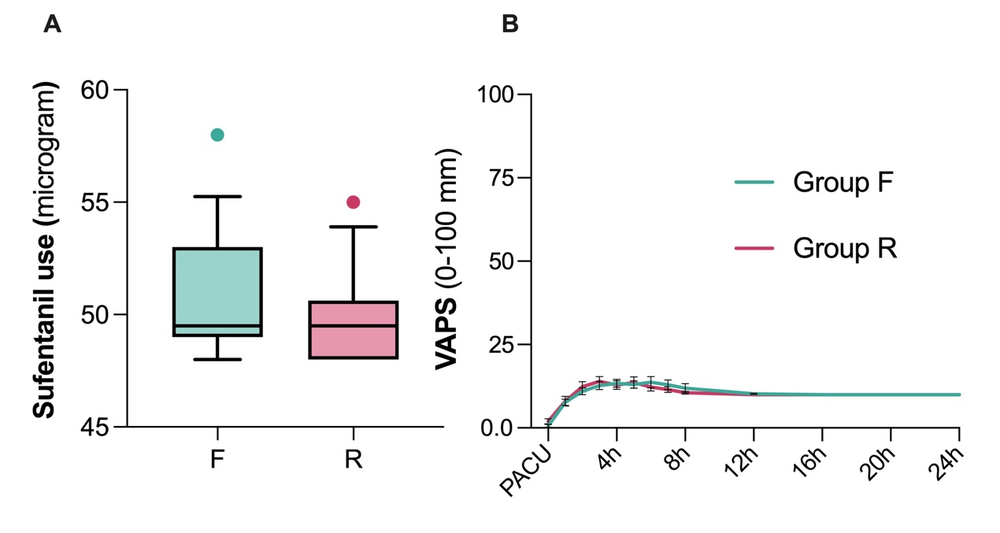 A
Sufentanil use (microgram)
60
55
50
45
F
R
B
VAPS (0-100 mm)
100
75
50
25
0.0
PACU
4h
8h
12h
16h
20h
24h
Group F
Group R